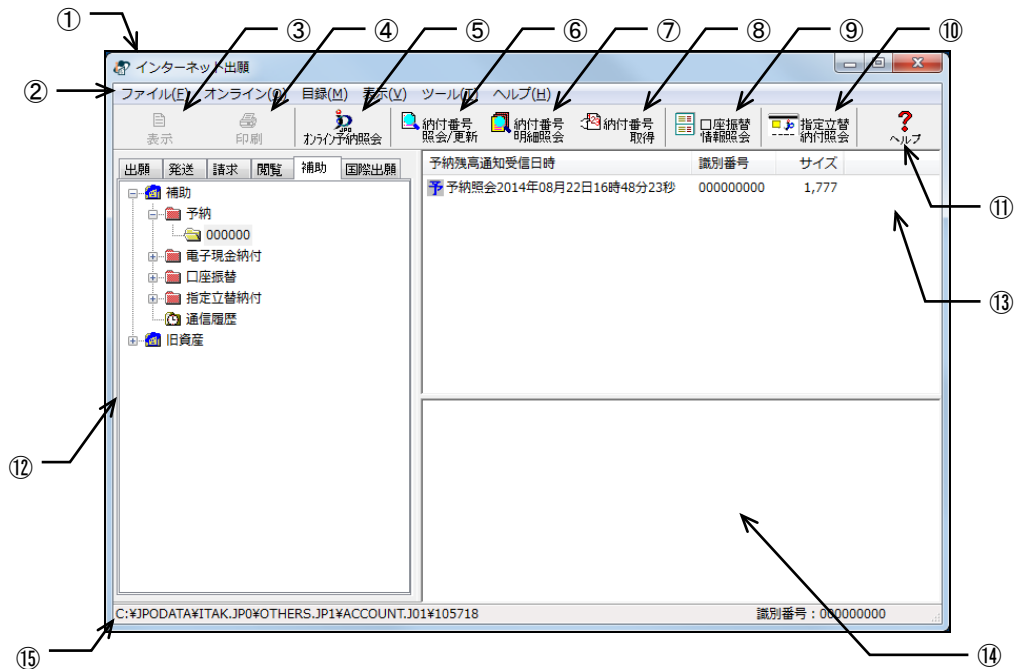 ① ③ ④ ⑤ ⑥ ⑦ ⑧ ⑨ ⑩
インターネット出願
② ファイル(F) オンライン(O) 目録(M) 表示(V) ツール(T) ヘルプ(H)
表示 印刷 オンライン予納照会 納付番号 照会/更新 納付番号 明細照会 納付番号 取得 口座振替 情報照会 指定立替 納付照会 ヘルプ
出願 発送 請求 閲覧 補助 国際出願
予納残高通知受信日時 識別番号 サイズ
予 予納照会2014年08月22日16時48分23秒 000000000 1,777
⑪
補助
予納
000000
電子現金納付
口座振替
指定立替納付
⑬
通信履歴
旧資産
⑫
C:¥JPODATA¥ITAK.JP0¥OTHERS.JP1¥ACCOUNT.J01¥105718 識別番号：000000000
⑮ ⑭